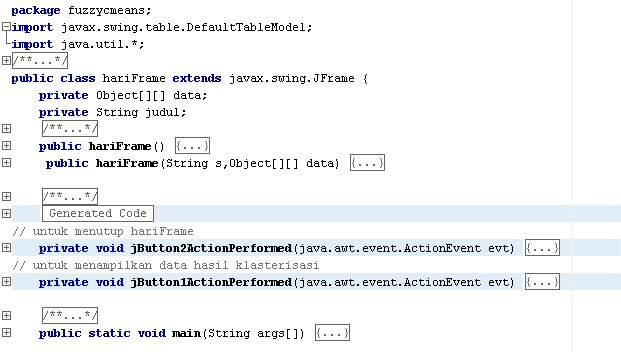 package fuzzycmeans;
import javax.swing.table.DefaultTableModel;
import java.util.*;
/**...*/
public class hariFrame extends javax.swing.JFrame {
private Object[][] data;
private String judul;
/**...*/
public hariFrame() {...}
public hariFrame(String s,Object[][] data) {...}
/**...*/
Generated Code
// untuk menutup hariFrame
private void jButton2ActionPerformed(java.awt.event.ActionEvent evt) {...}
// untuk menampilkan data hasil klasterisasi
private void jButton1ActionPerformed(java.awt.event.ActionEvent evt) {...}
/**...*/
public static void main(String args[]) {...}